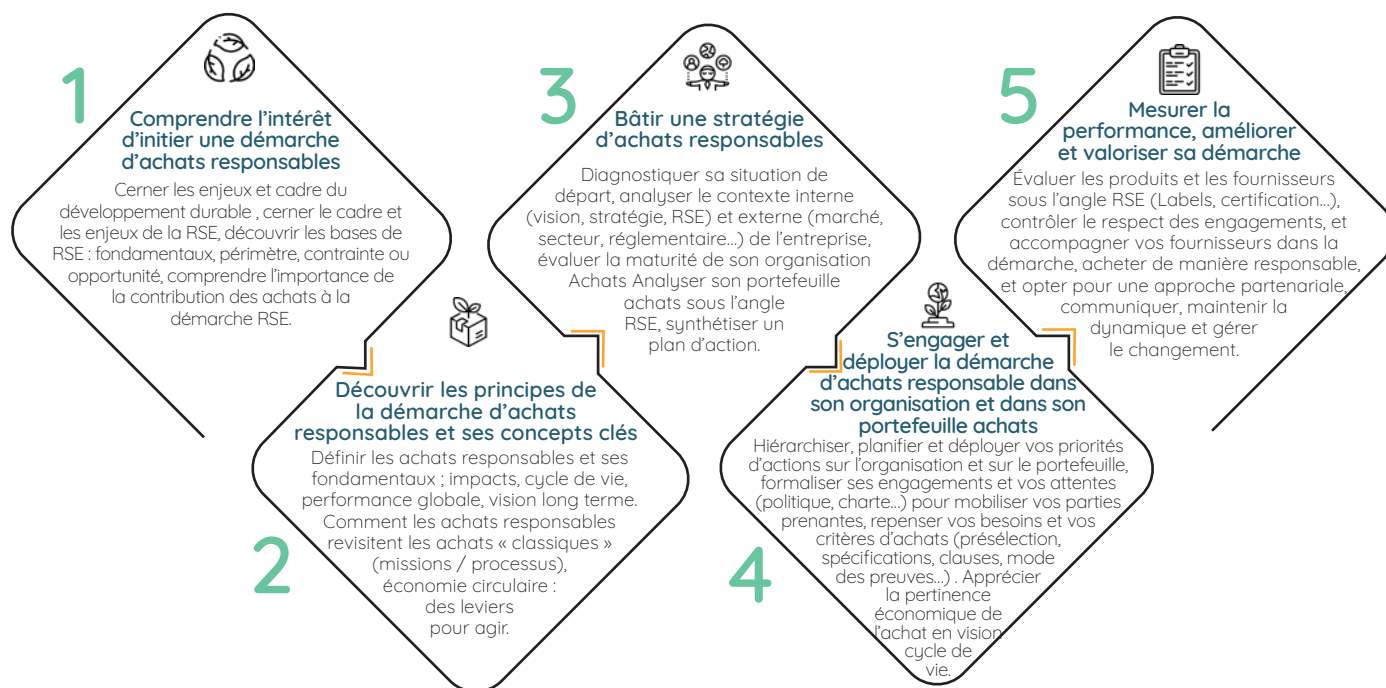 1
Comprendre l'intérêt
d'initier une démarche
d'achats responsables
Cerner les enjeux et cadre du
développement durable , cerner le cadre et
les enjeux de la RSE, découvrir les bases de
RSE : fondamentaux, périmètre, contrainte ou
opportunité, comprendre l'importance de
la contribution des achats à la
démarche RSE.
2
Découvrir les principes de
la démarche d'achats
responsables et ses concepts clés
Définir les achats responsables et ses
fondamentaux ; impacts, cycle de vie,
performance globale, vision long terme.
Comment les achats responsables
revisitent les achats « classiques »
(missions / processus),
économie circulaire :
des leviers
pour agir.
3
Bâtir une stratégie
d'achats responsables
Diagnostiquer sa situation de
départ, analyser le contexte interne
(vision, stratégie, RSE) et externe (marché,
secteur, réglementaire...) de l'entreprise,
évaluer la maturité de son organisation
Achats Analyser son portefeuille
achats sous l'angle
RSE, synthétiser un
plan d'action.
4
S'engager et
déployer la démarche
d'achats responsable dans
son organisation et dans son
portefeuille achats
Hiérarchiser, planifier et déployer vos priorités
d'actions sur l'organisation et sur le portefeuille,
formaliser ses engagements et vos attentes
(politique, charte...) pour mobiliser vos parties
prenantes, repenser vos besoins et vos
critères d'achats (présélection,
spécifications, clauses, mode
des preuves...) . Apprécier
la pertinence
économique de
l'achat en vision
cycle de
vie.
5
Mesurer la
performance, améliorer
et valoriser sa démarche
Évaluer les produits et les fournisseurs
sous l'angle RSE (Labels, certification...),
contrôler le respect des engagements, et
accompagner vos fournisseurs dans la
démarche, acheter de manière responsable,
et opter pour une approche partenariale,
communiquer, maintenir la
dynamique et gérer
le changement.